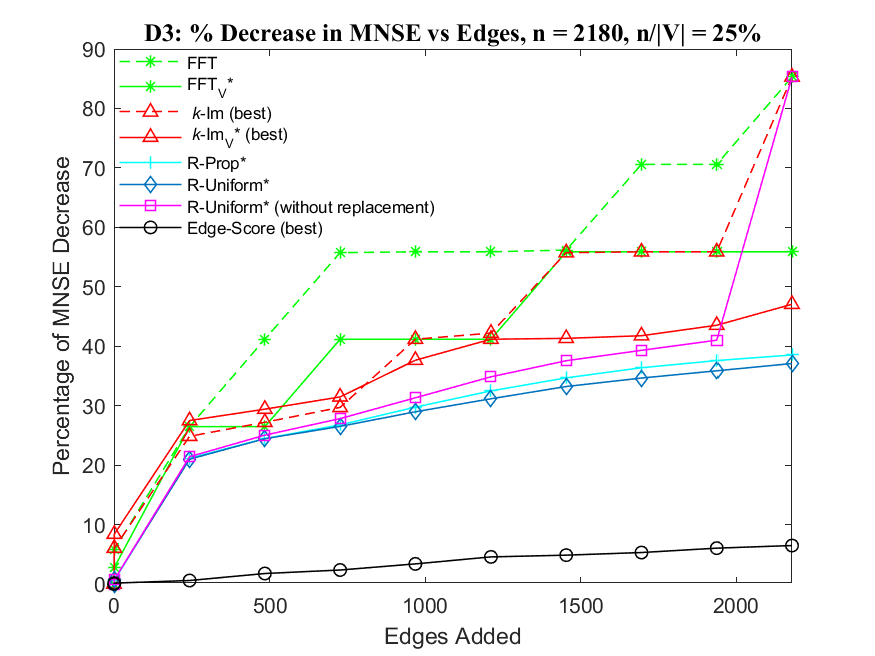 D3: % Decrease in MNSE vs Edges, n = 2180, n/|V| = 25%
90
80
70
60
50
40
30
20
10
0
Percentage of MNSE Decrease
FFT
FFT_V*
k-Im (best)
k-Im_V* (best)
R-Prop*
R-Uniform*
R-Uniform* (without replacement)
Edge-Score (best)
0 500 1000 1500 2000
Edges Added